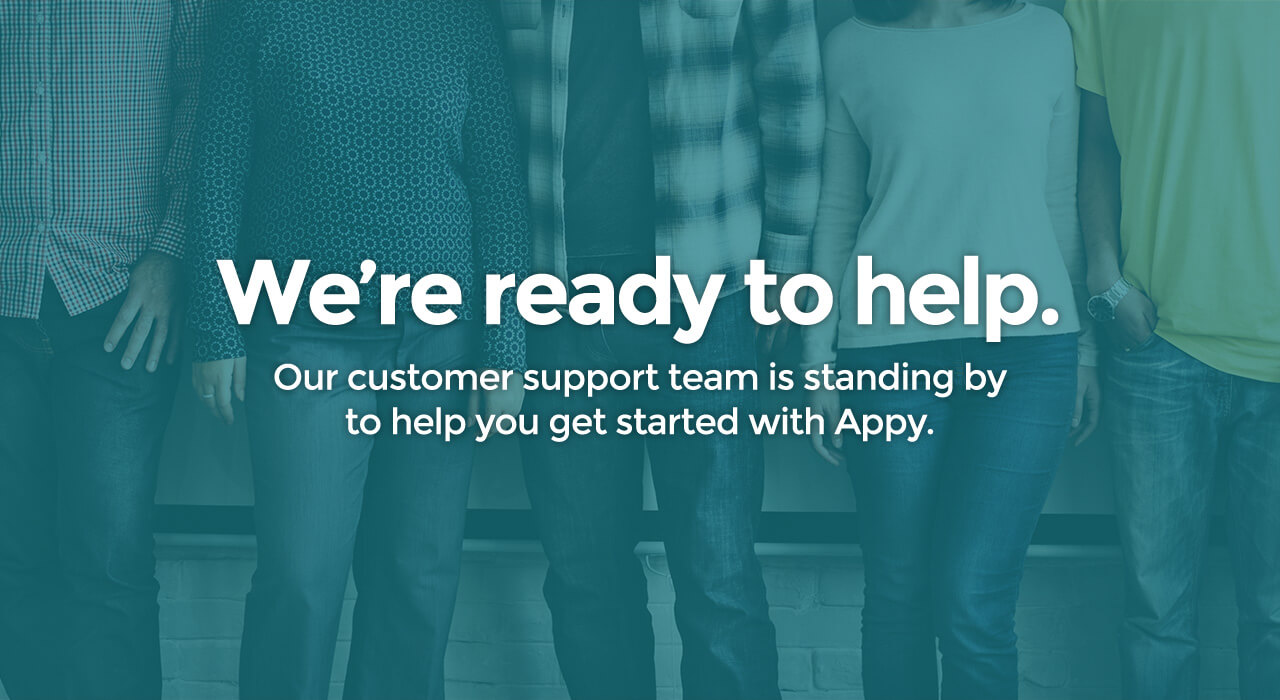 We’re ready to help.
Our customer support team is standing by
to help you get started with Appy.